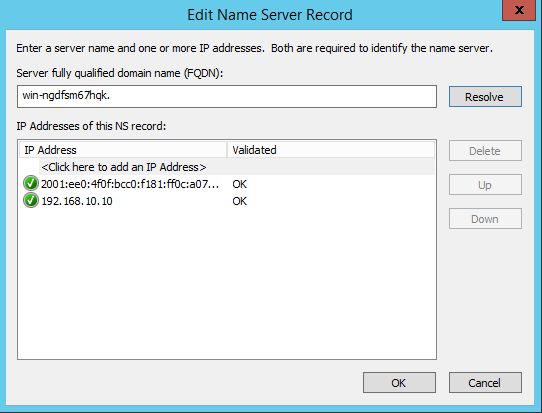 Edit Name Server Record
x
Enter a server name and one or more IP addresses. Both are required to identify the name server.
Server fully qualified domain name (FQDN):
win-ngdfsm67hqk.
Resolve
IP Addresses of this NS record:
IP Address Validated
Delete
<Click here to add an IP Address>
2001:ee0:4f0f:bcc0:f181:ff0c:a07... OK
Up
192.168.10.10 OK
Down
OK Cancel